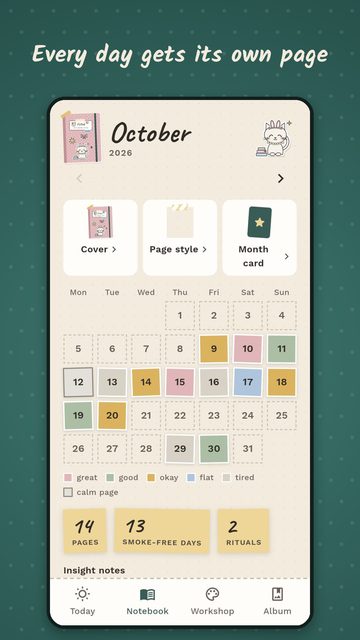 Every day gets its own page
October
2026
Cover
Page style
Month card
Mon Tue Wed Thu Fri Sat Sun
1 2 3 4
5 6 7 8 9 10 11
12 13 14 15 16 17 18
19 20 21 22 23 24 25
26 27 28 29 30 31
great good okay flat tired
calm page
14 13 2
PAGES SMOKE-FREE DAYS RITUALS
Insight notes
Today Notebook Workshop Album